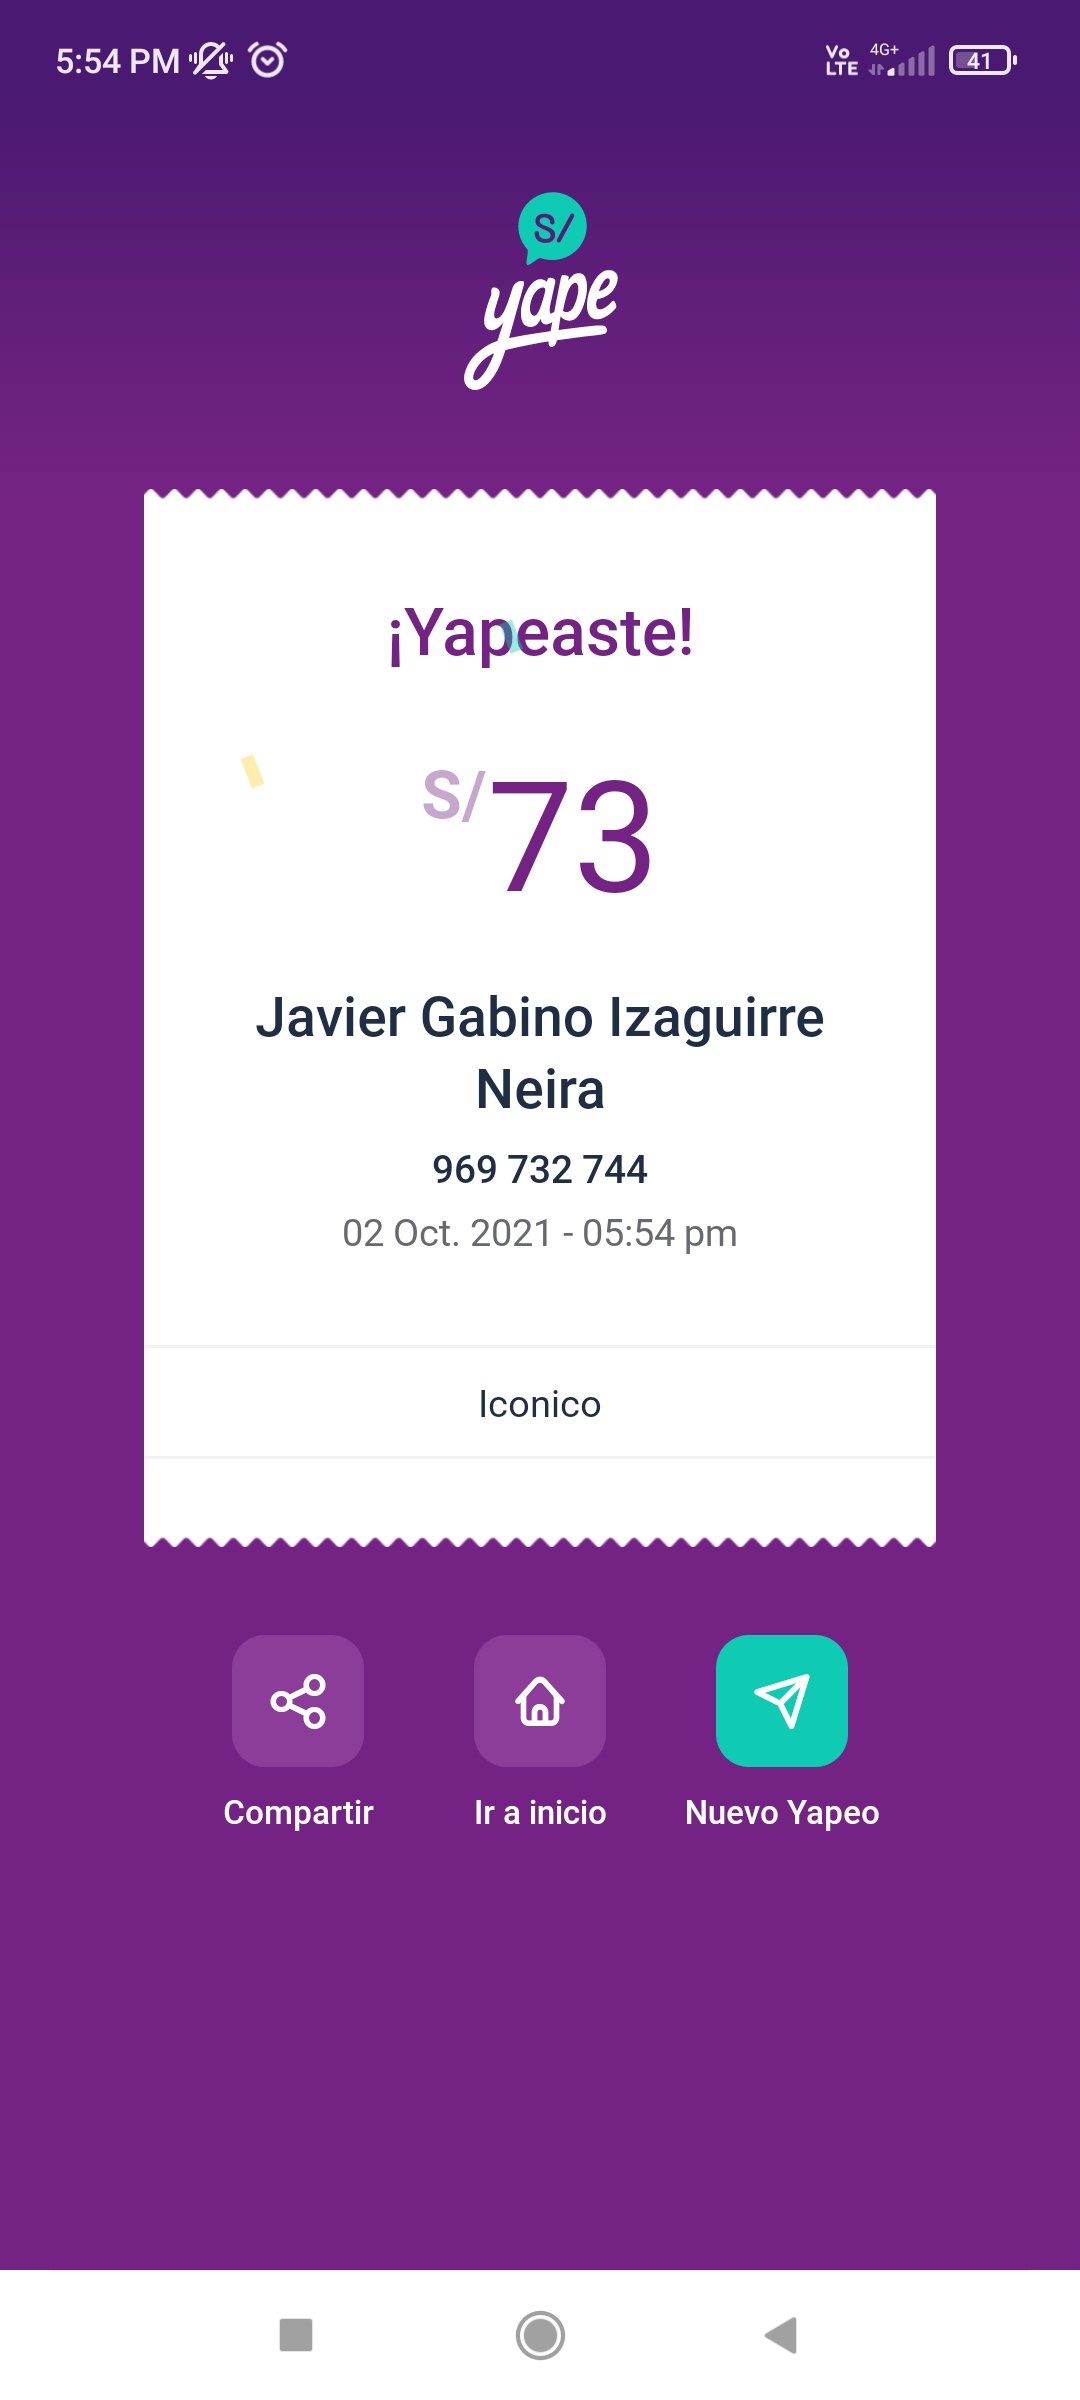 5:54 PM
Vo
LTE
4G+
41
S/
yape
¡Yapeaste!
S/73
Javier Gabino Izaguirre
Neira
969 732 744
02 Oct. 2021 - 05:54 pm
Iconico
Compartir
Ir a inicio
Nuevo Yapeo